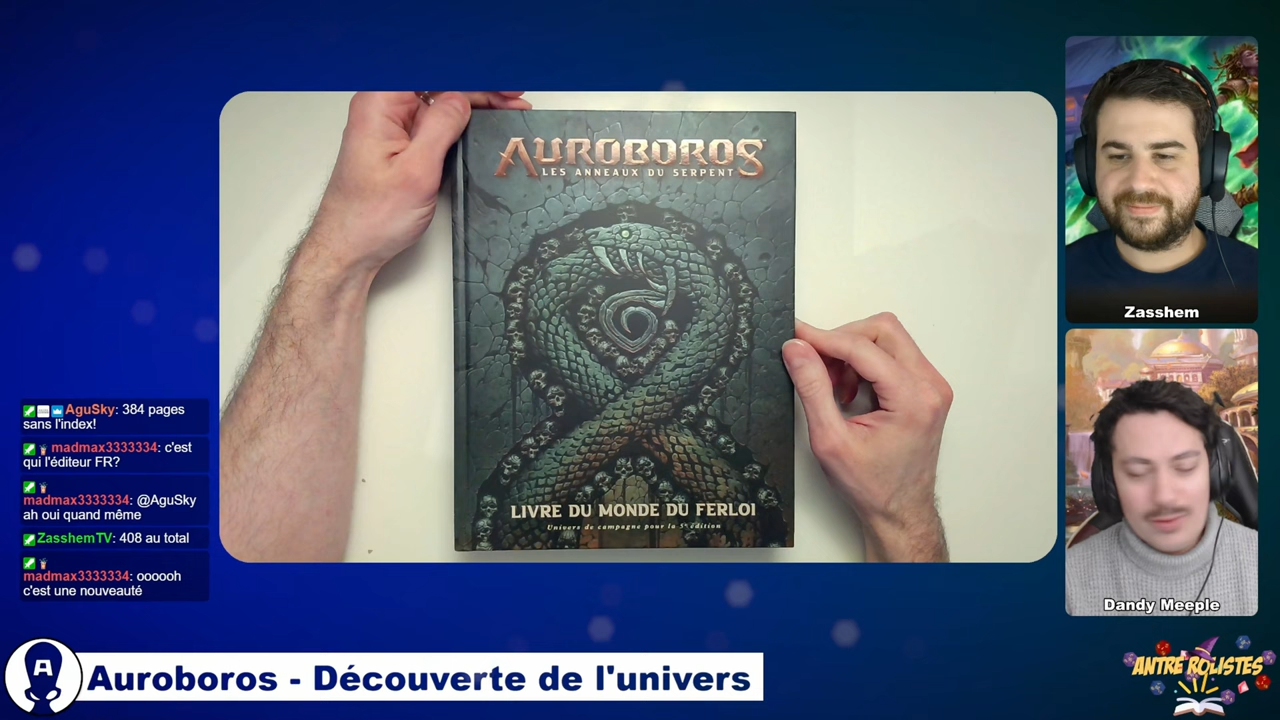 AUROBOROS
LES ANNEAUX DU SERPENT
LIVRE DU MONDE DU FERLOI
Univers de campagne pour la 5e édition
Zasshem
Dandy Meeple
AguSky: 384 pages
sans l'index!
madmax3333334: c'est
qui l'éditeur FR?
madmax3333334: @AguSky
ah oui quand même
ZasshemTV: 408 au total
madmax3333334: oooooh
c'est une nouveauté
A
Auroboros - Découverte de l'univers
ANTRE RÔLISTES